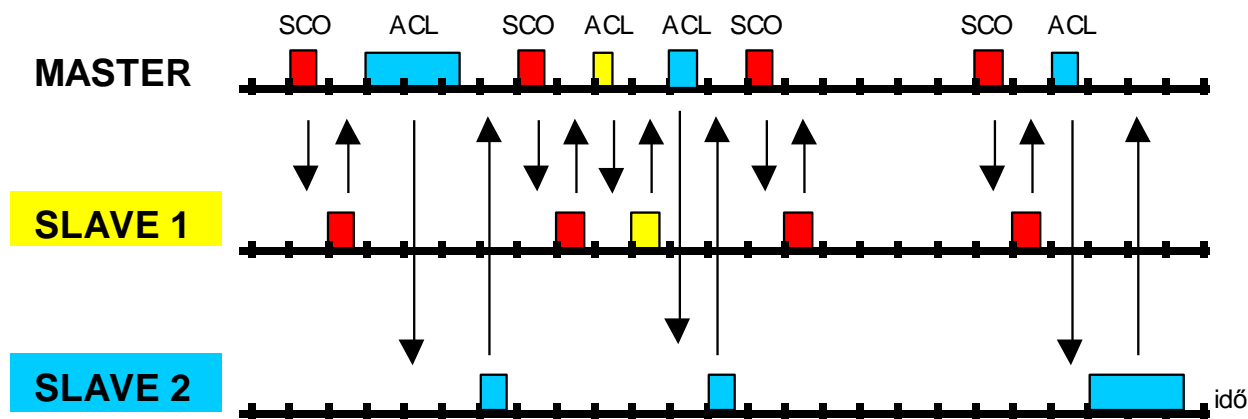 SCO ACL SCO ACL ACL SCO SCO ACL
MASTER
SLAVE 1
SLAVE 2
idő